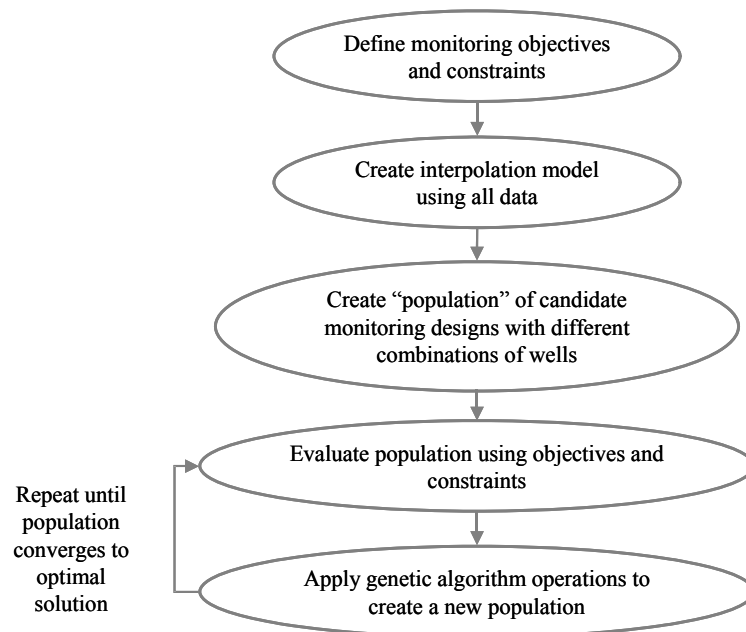 Define monitoring objectives
and constraints
Create interpolation model
using all data
Create “population” of candidate
monitoring designs with different
combinations of wells
Evaluate population using objectives and
constraints
Repeat until
population
converges to
optimal
solution
Apply genetic algorithm operations to
create a new population